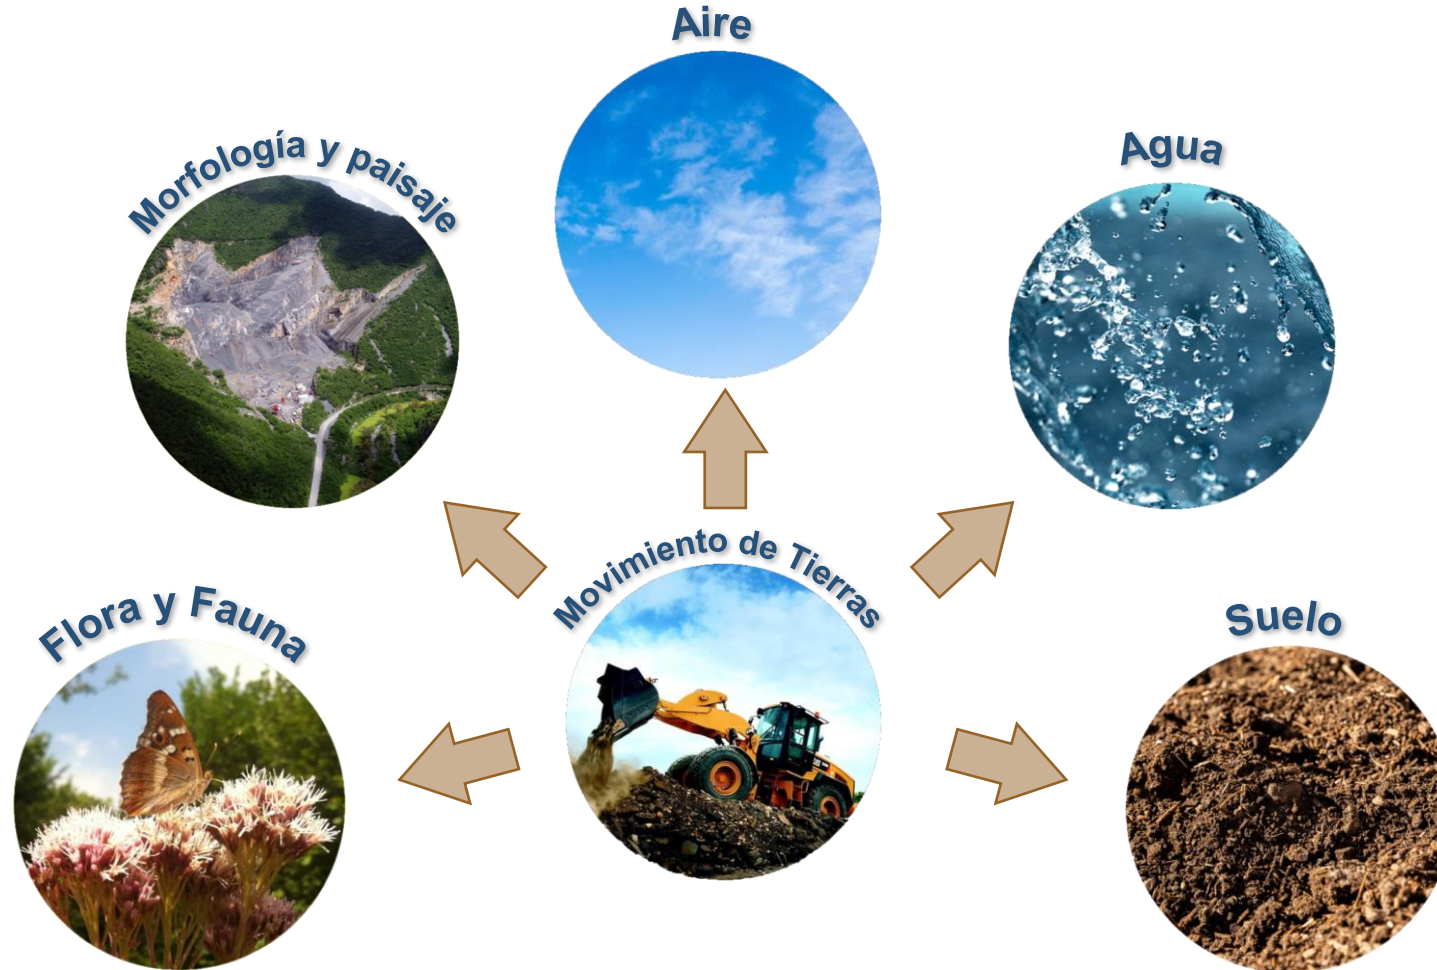 Aire
Agua
Morfología y paisaje
Movimiento de Tierras
Flora y Fauna
Suelo